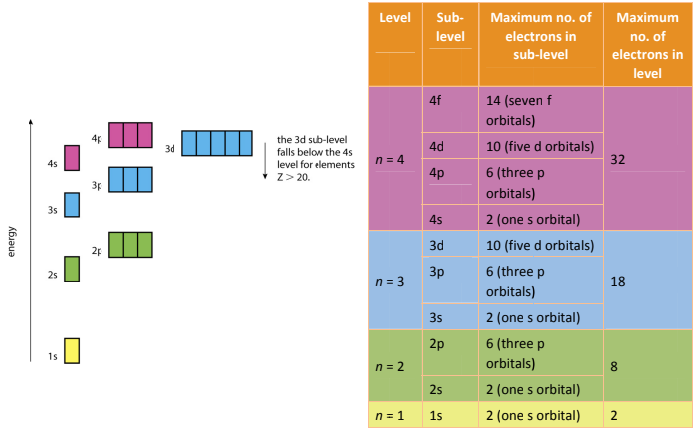 energy
4p
4s
3d
3p
3s
2p
2s
1s
the 3d sub-level
falls below the 4s
level for elements
Z > 20.
Level
Sub-
level
Maximum no. of
electrons in
sub-level
Maximum
no. of
electrons in
level
n = 4
4f
14 (seven f
orbitals)
4d
10 (five d orbitals)
4p
6 (three p
orbitals)
4s
2 (one s orbital)
32
n = 3
3d
10 (five d orbitals)
3p
6 (three p
orbitals)
3s
2 (one s orbital)
18
n = 2
2p
6 (three p
orbitals)
2s
2 (one s orbital)
8
n = 1
1s
2 (one s orbital)
2